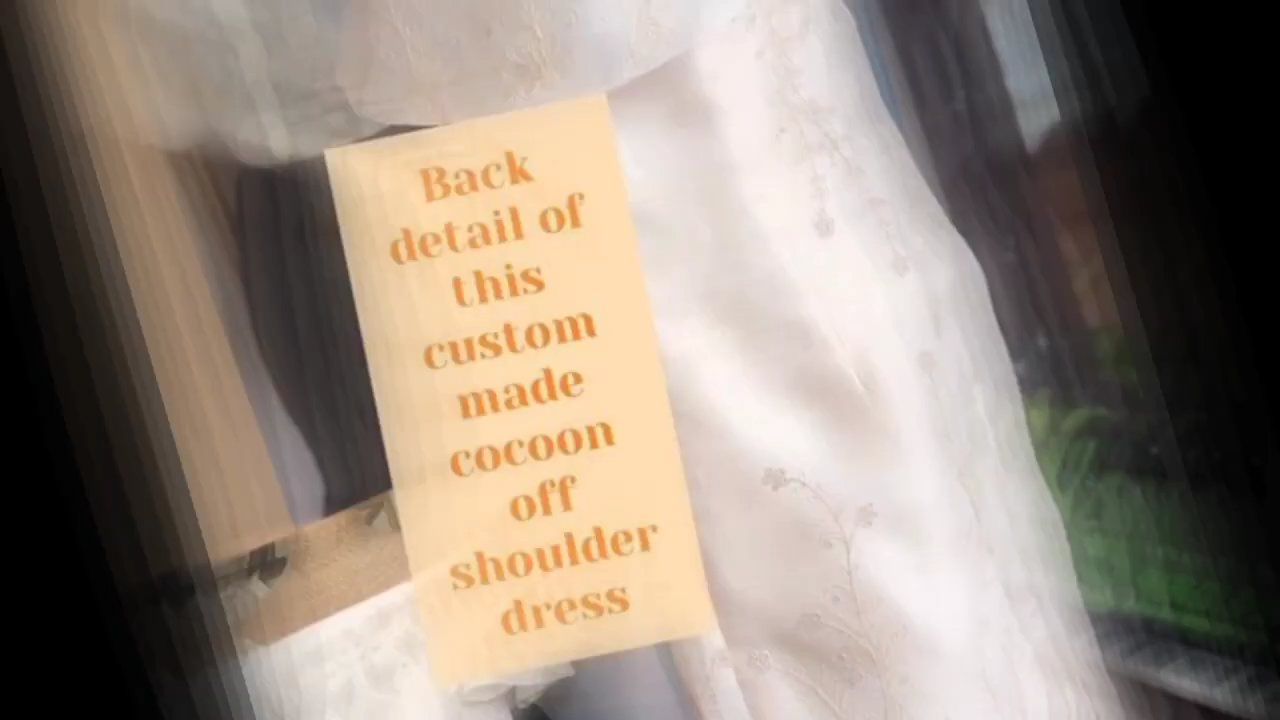 Back
detail of
this
custom
made
cocoon
off
shoulder
dress